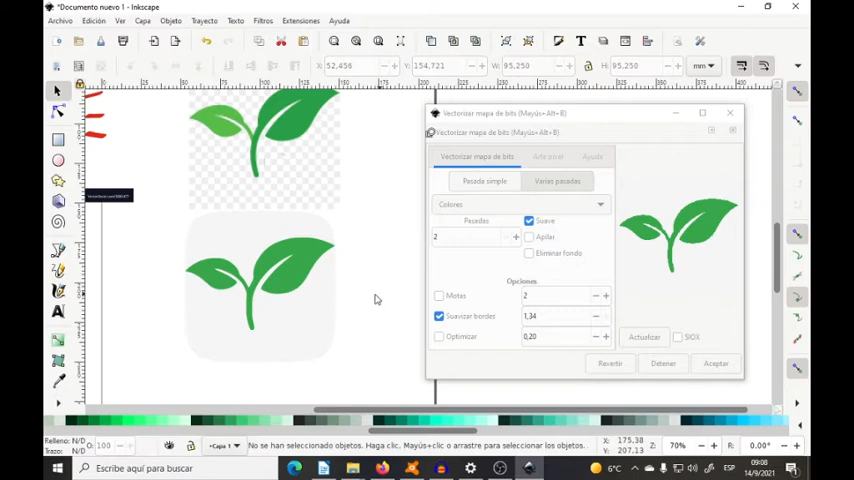 *Documento nuevo 1 - Inkscape
Archivo Edición Ver Capa Objeto Trayecto Texto Filtros Extensiones Ayuda
X: 52,456 Y: 154,721 W: 95,250 H: 95,250 mm
Vectorizar mapa de bits (Mayús+Alt+B)
Vectorizar mapa de bits (Mayús+Alt+B)
Vectorizar mapa de bits Arte pixel Ayuda
Pasada simple Varias pasadas
Colores
Pasadas Suave
2 Apilar
Eliminar fondo
Opciones
Motas 2
Suavizar bordes 1,34
Optimizar 0,20
Actualizar SIOX
Revertir Detener Aceptar
Relleno: N/D
Trazo: N/D
O: 100
•Capa 1
No se han seleccionado objetos. Haga clic, Mayús+clic o arrastre para seleccionar los objetos.
X: 175,38
Y: 207,13
Z: 70% R: 0.00°
Escribe aquí para buscar
6°C ESP 09:08
14/9/2021